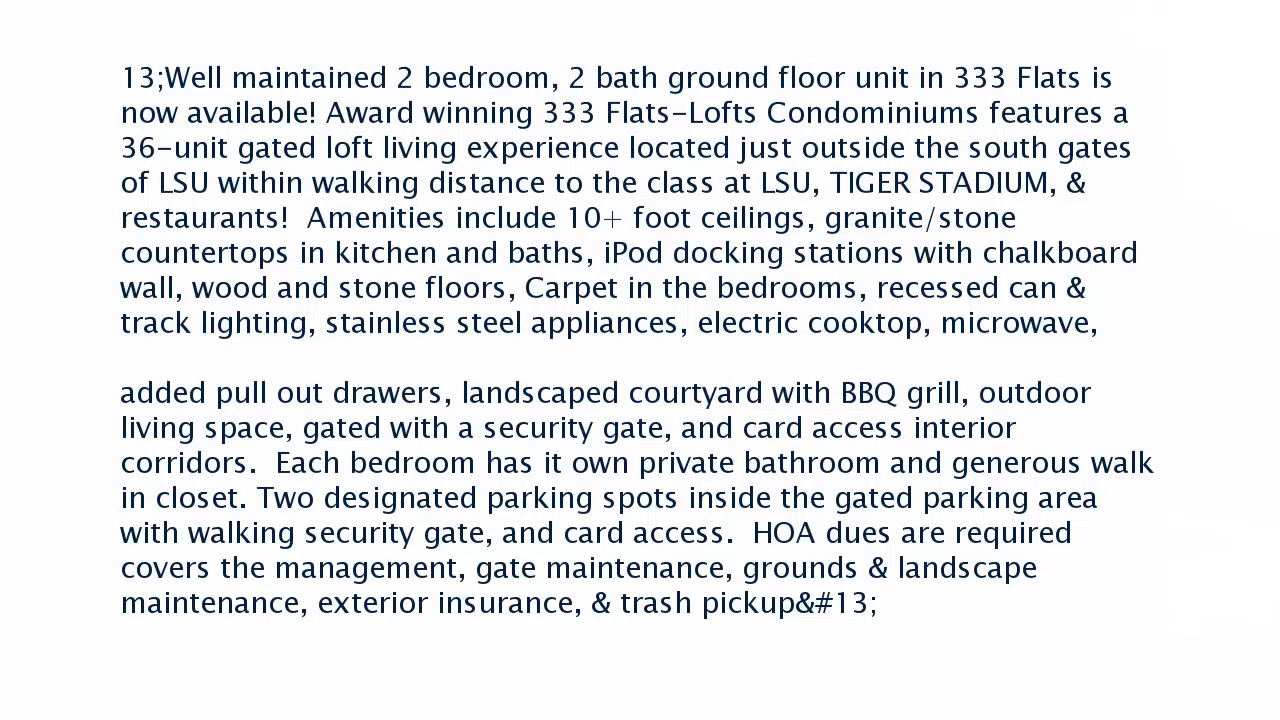 13;Well maintained 2 bedroom, 2 bath ground floor unit in 333 Flats is
now available! Award winning 333 Flats-Lofts Condominiums features a
36-unit gated loft living experience located just outside the south gates
of LSU within walking distance to the class at LSU, TIGER STADIUM, &
restaurants!  Amenities include 10+ foot ceilings, granite/stone
countertops in kitchen and baths, iPod docking stations with chalkboard
wall, wood and stone floors, Carpet in the bedrooms, recessed can &
track lighting, stainless steel appliances, electric cooktop, microwave,
added pull out drawers, landscaped courtyard with BBQ grill, outdoor
living space, gated with a security gate, and card access interior
corridors.  Each bedroom has it own private bathroom and generous walk
in closet. Two designated parking spots inside the gated parking area
with walking security gate, and card access.  HOA dues are required
covers the management, gate maintenance, grounds & landscape
maintenance, exterior insurance, & trash pickup&#13;